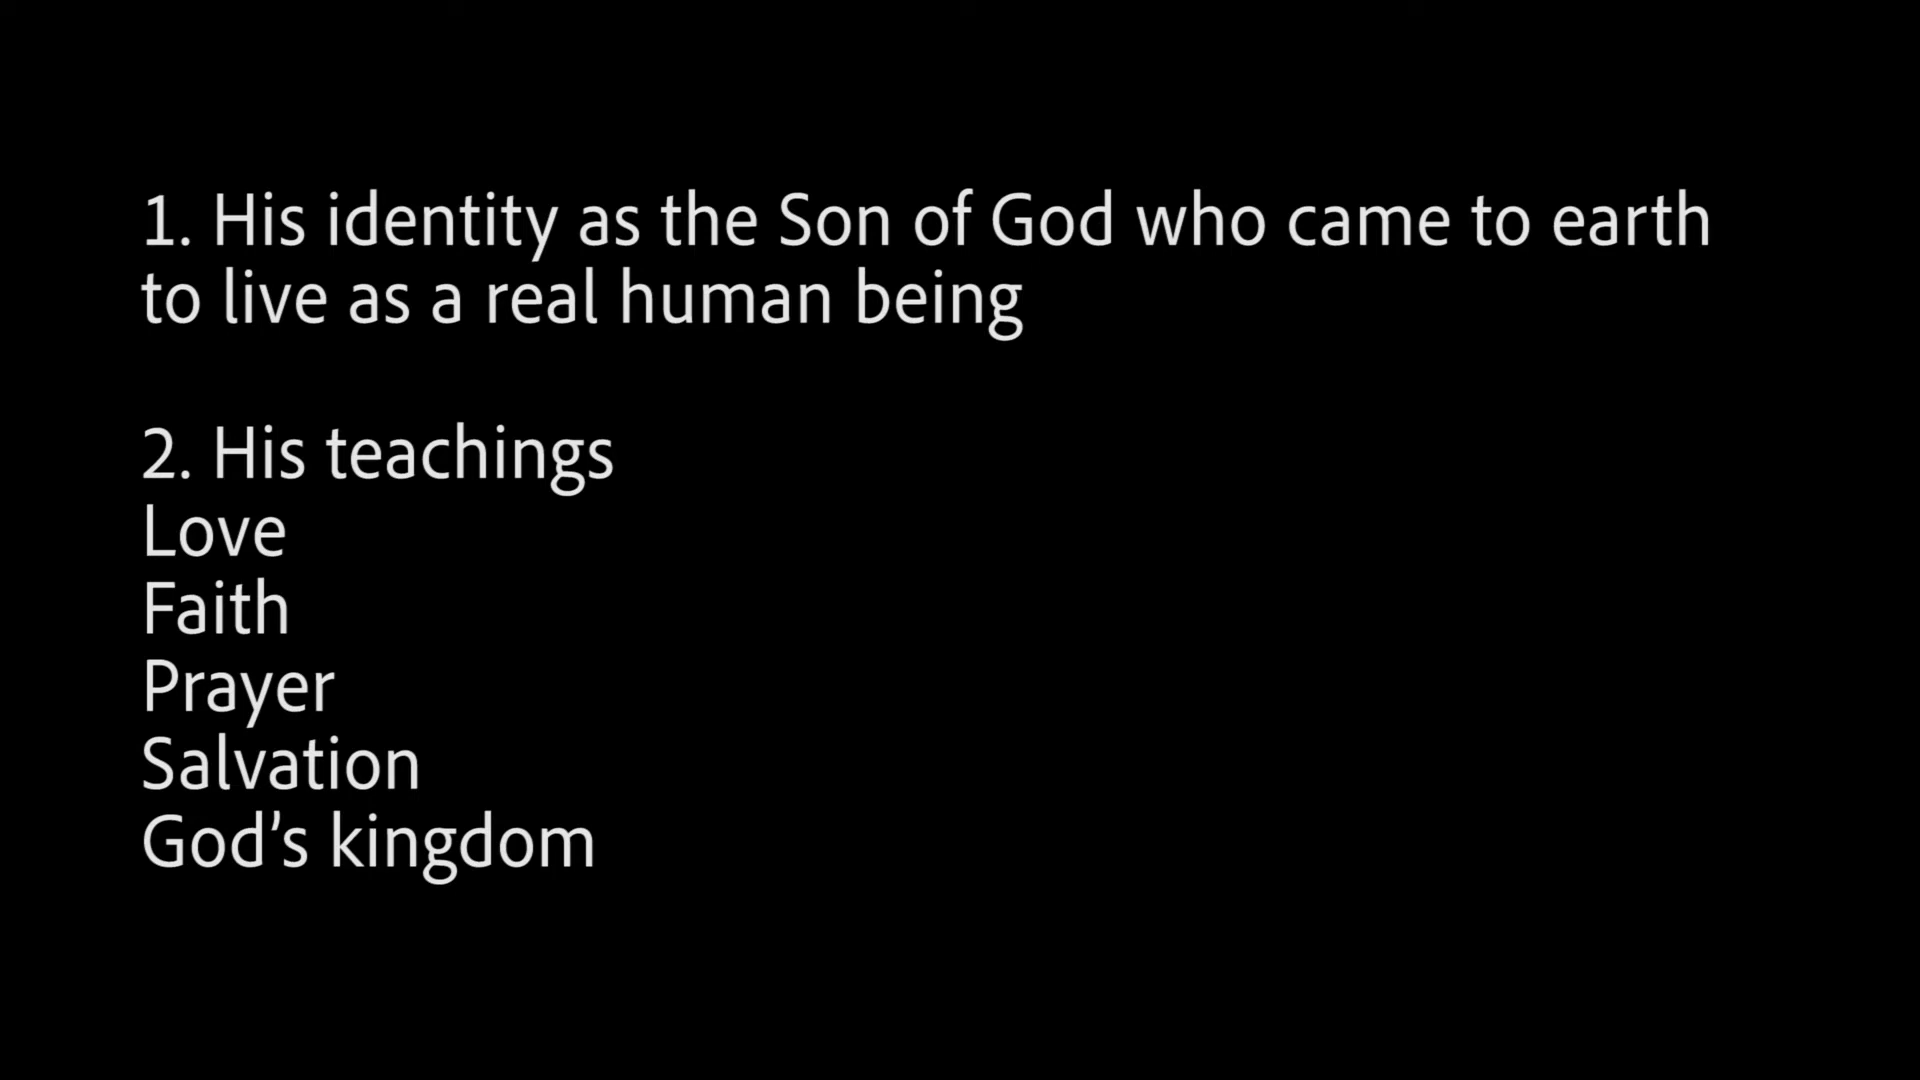 1. His identity as the Son of God who came to earth
to live as a real human being
2. His teachings
Love
Faith
Prayer
Salvation
God’s kingdom